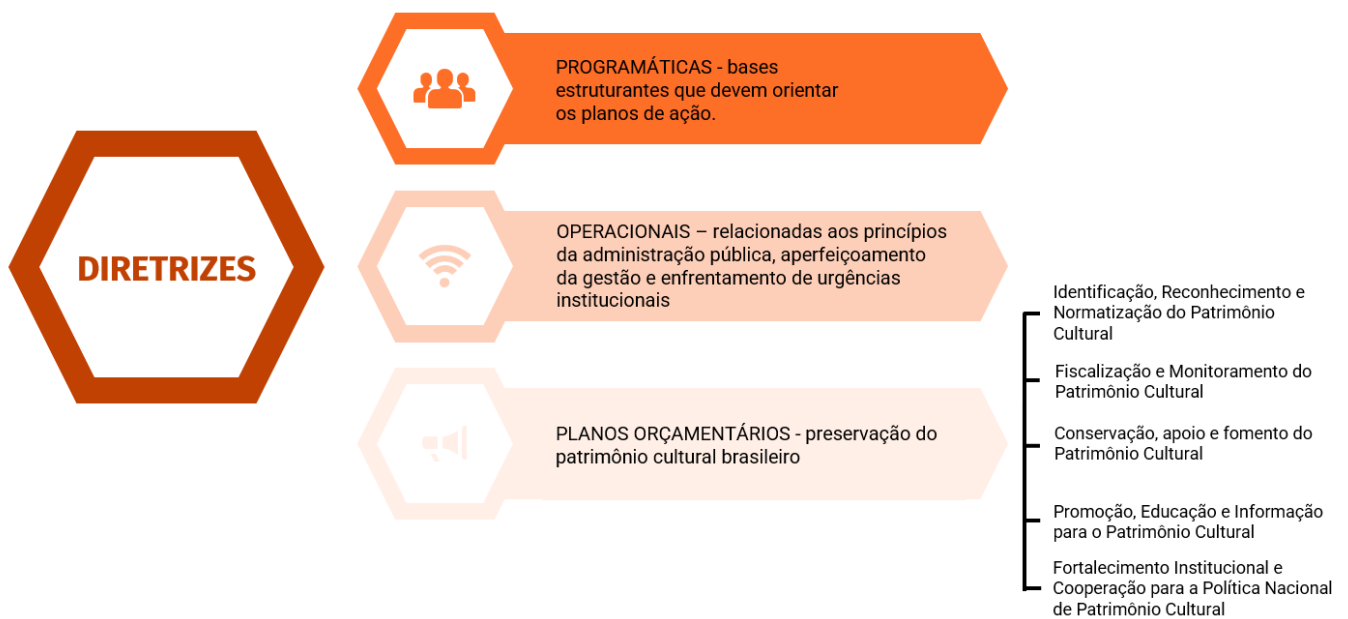 DIRETRIZES
PROGRAMÁTICAS - bases
estruturantes que devem orientar
os planos de ação.
OPERACIONAIS – relacionadas aos princípios
da administração pública, aperfeiçoamento
da gestão e enfrentamento de urgências
institucionais
PLANOS ORÇAMENTÁRIOS - preservação do
patrimônio cultural brasileiro
Identificação, Reconhecimento e
Normatização do Patrimônio
Cultural
Fiscalização e Monitoramento do
Patrimônio Cultural
Conservação, apoio e fomento do
Patrimônio Cultural
Promoção, Educação e Informação
para o Patrimônio Cultural
Fortalecimento Institucional e
Cooperação para a Política Nacional
de Patrimônio Cultural